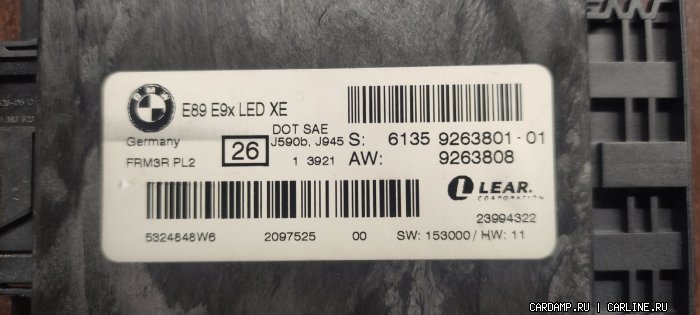 BMW
E89 E9x LED XE
Germany
FRM3R PL2
26
DOT SAE
J590b, J945
1 3921
S: 6135 9263801-01
AW: 9263808
LEAR.
CORPORATION
23994322
5324848W6 2097525 00 SW: 153000 / HW: 11
CARDAMP.RU | CARLINE.RU